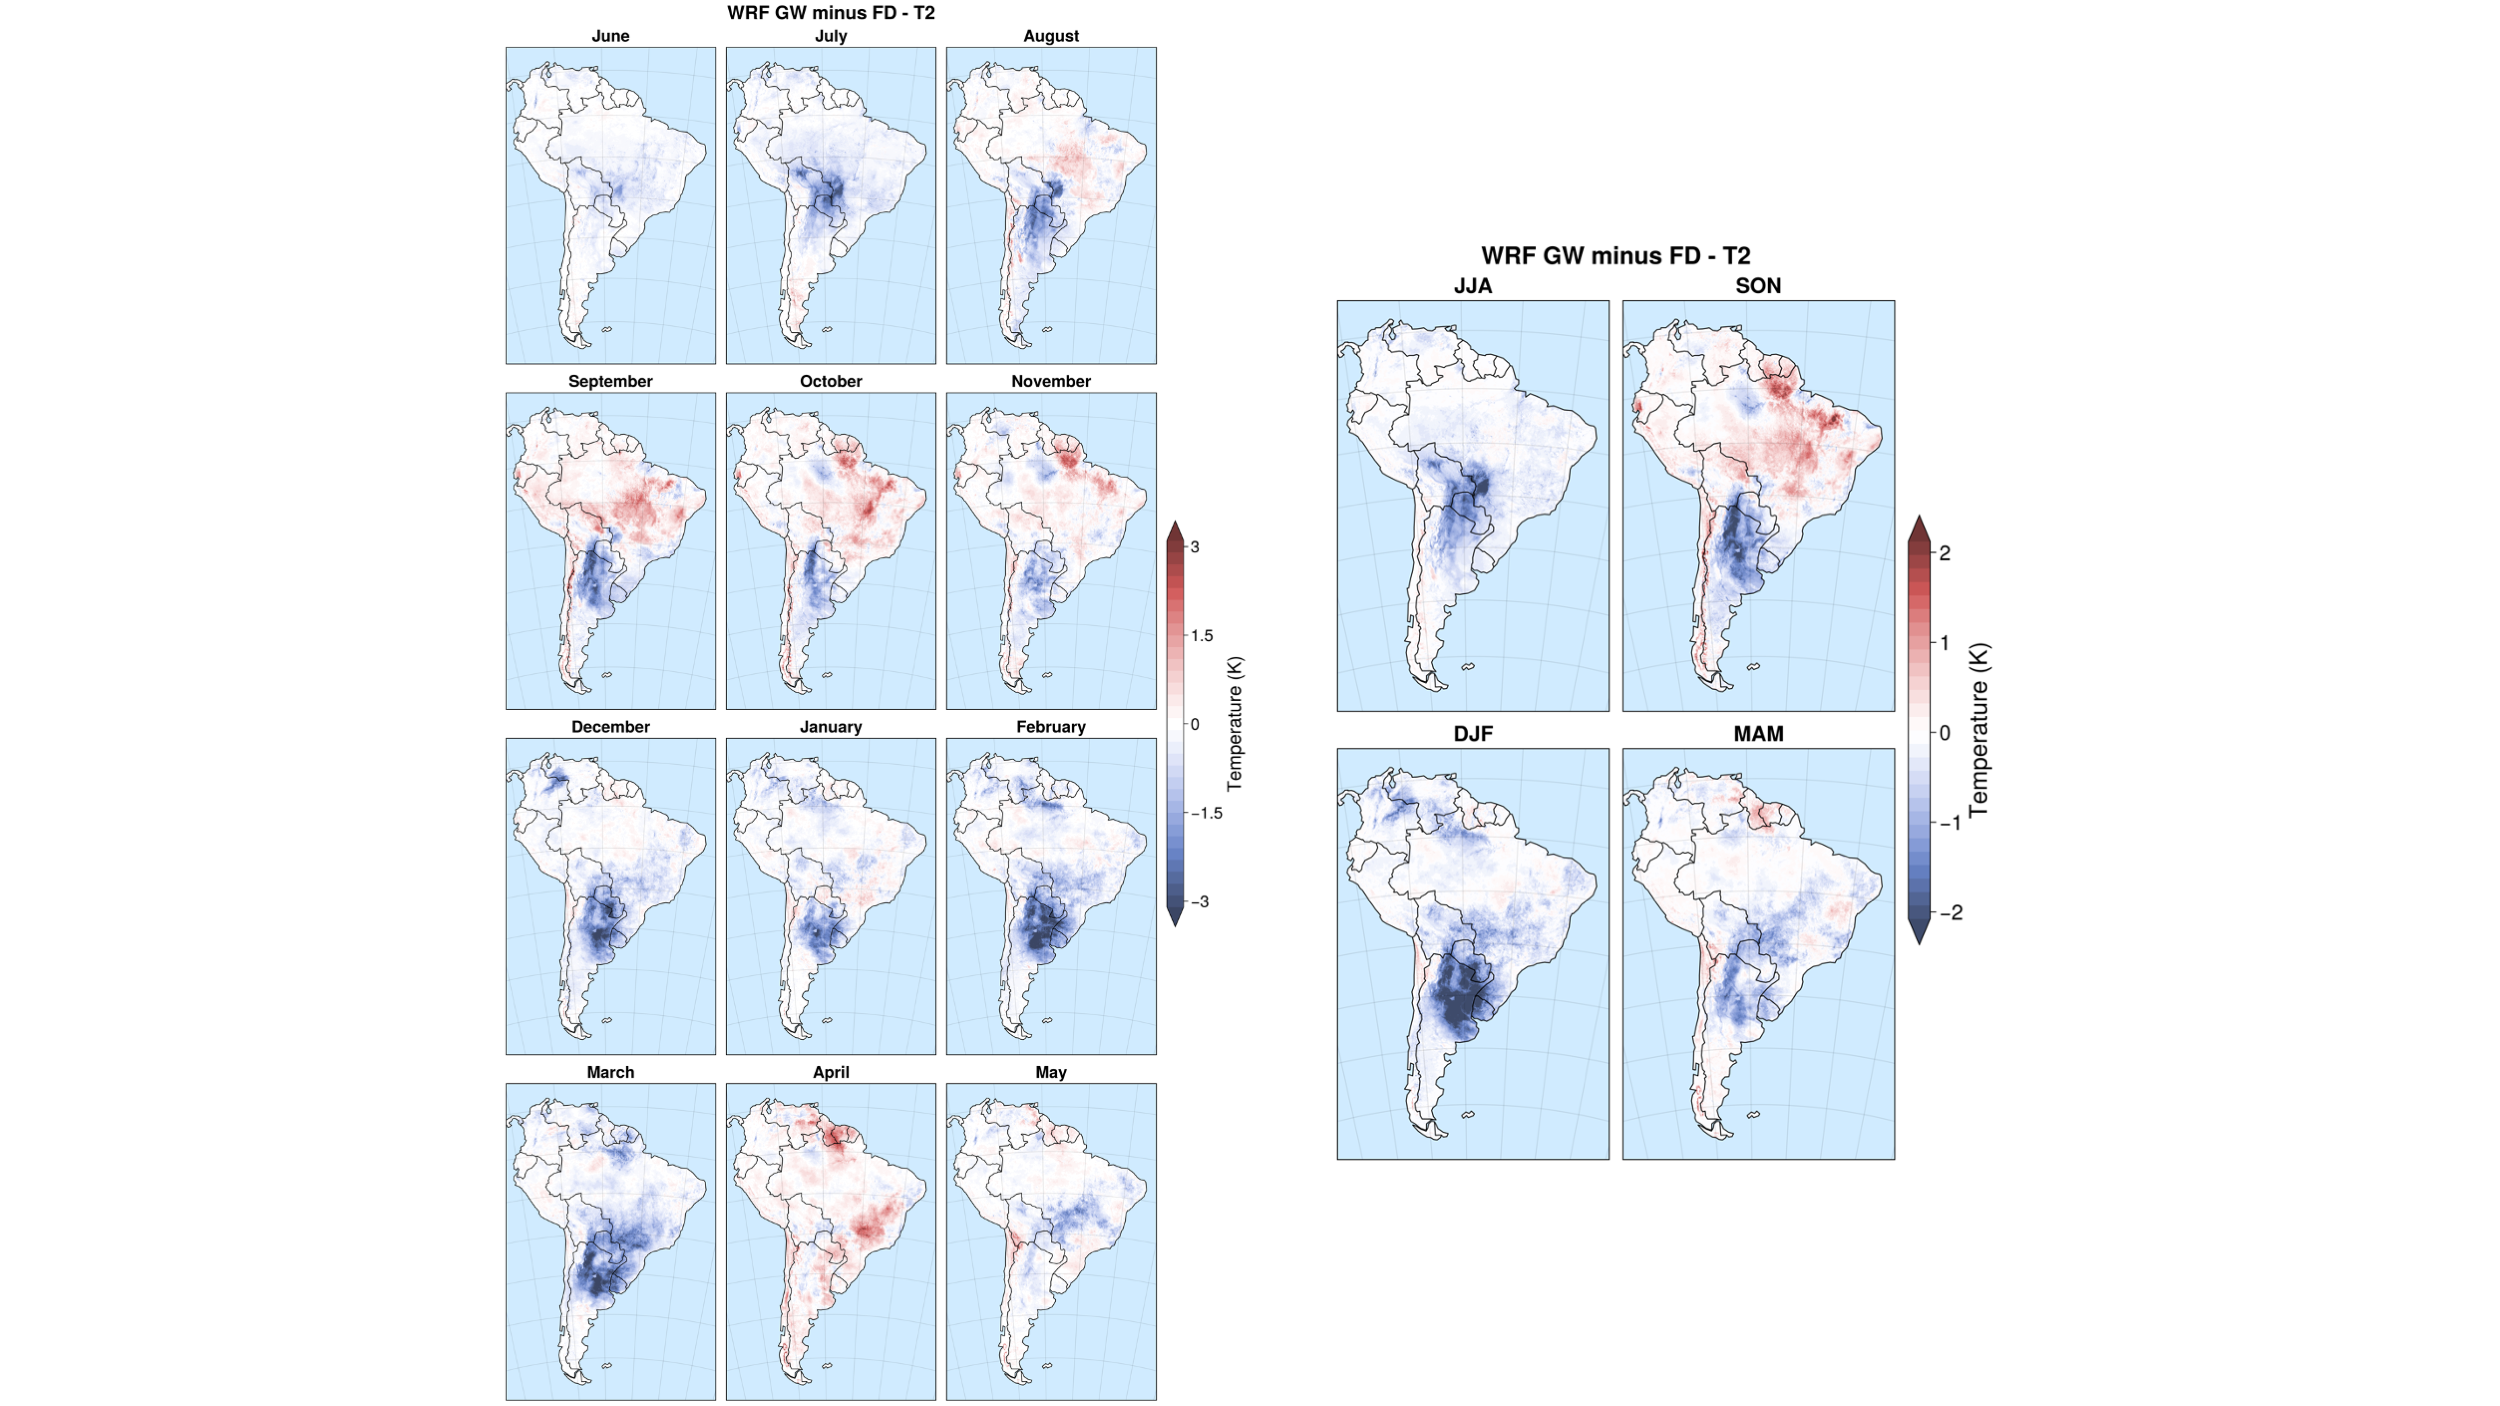 WRF GW minus FD - T2
June
July
August
September
October
November
December
January
February
March
April
May
3
1.5
0
−1.5
−3
Temperature (K)
WRF GW minus FD - T2
JJA
SON
DJF
MAM
2
1
0
−1
−2
Temperature (K)